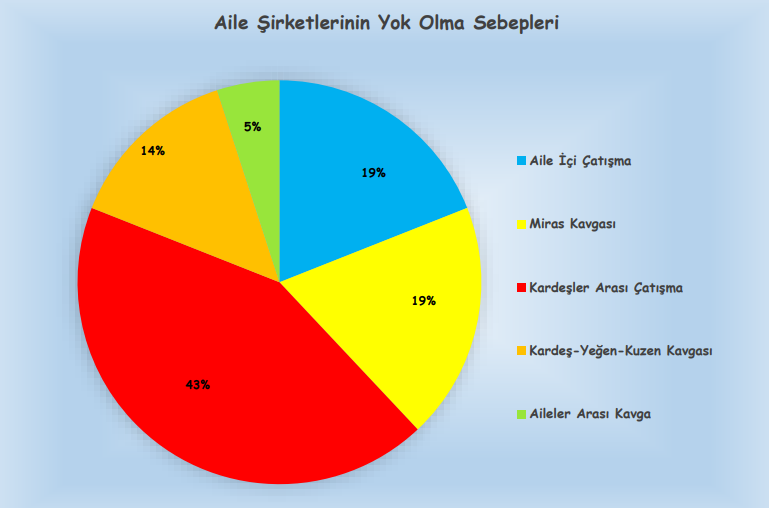 Aile Şirketlerinin Yok Olma Sebepleri
5%
14%
19%
19%
43%
Aile İçi Çatışma
Miras Kavgası
Kardeşler Arası Çatışma
Kardeş-Yeğen-Kuzen Kavgası
Aileler Arası Kavga